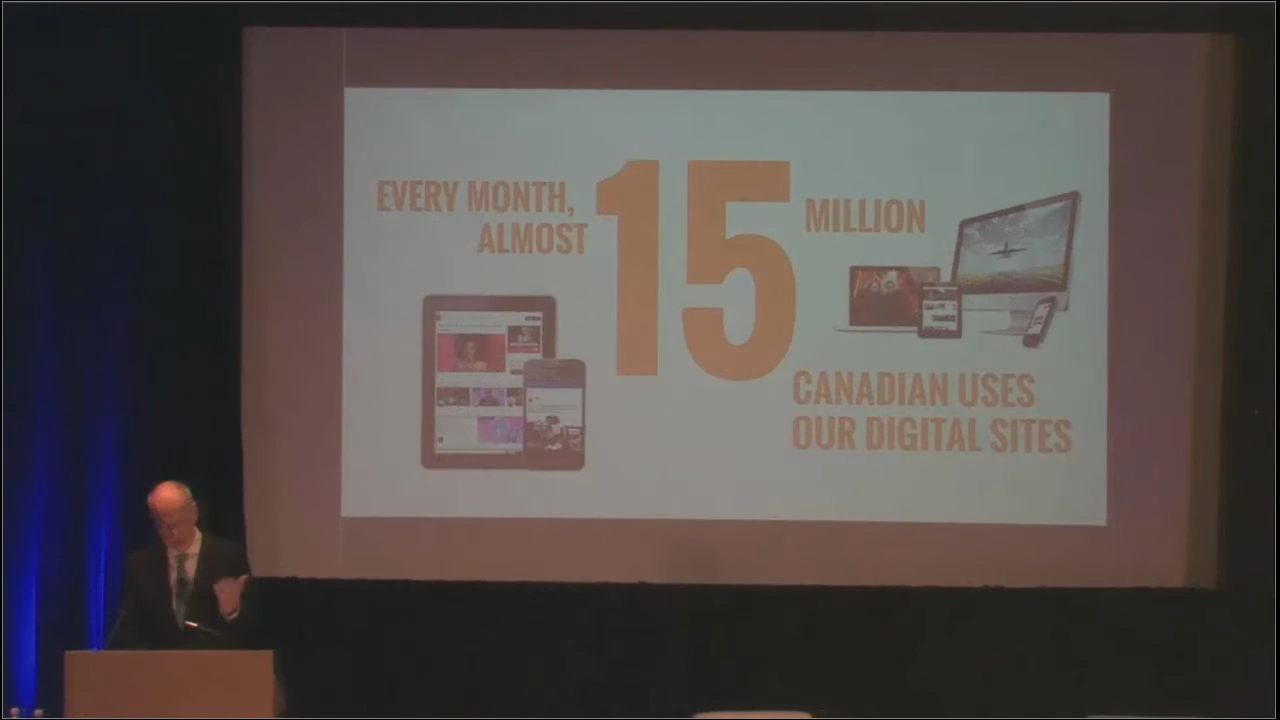 EVERY MONTH,
ALMOST
15
MILLION
CANADIAN USES
OUR DIGITAL SITES